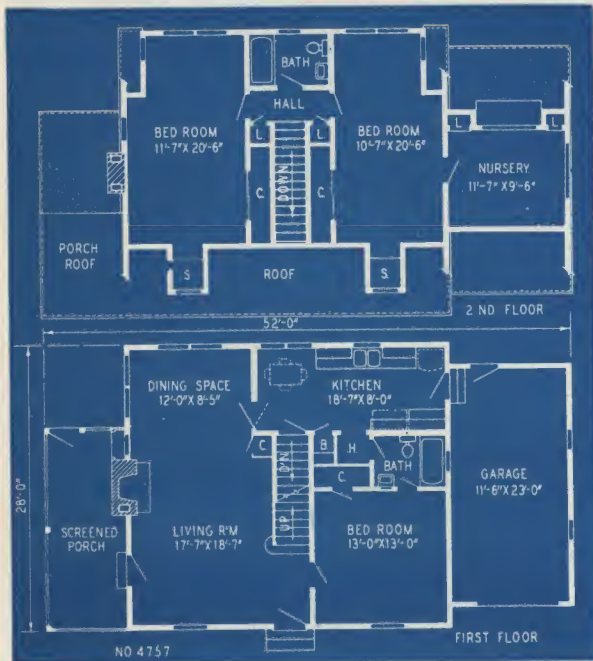 BATH
HALL
BED ROOM
11'-7" X 20'-6"
L.
L.
BED ROOM
10'-7" X 20'-6"
L
L
NURSERY
11'-7" X 9'-6"
C.
DOWN
C.
PORCH
ROOF
S
ROOF
S.
2 ND FLOOR
52'-0"
DINING SPACE
12'-0" X 8'-5"
KITCHEN
18'-7" X 8'-0"
28'-0"
C
DN
B.
H.
BATH
C.
GARAGE
11'-6" X 23'-0"
SCREENED
PORCH
LIVING R'M
17'-7" X 18'-7"
UP
BED ROOM
13'-0" X 13'-0"
NO 4757
FIRST FLOOR